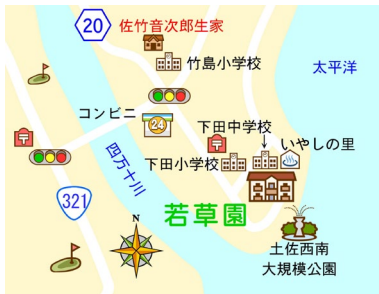 20
佐竹音次郎生家
竹島小学校
太平洋
コンビニ
24
下田中学校
↓
いやしの里
下田小学校
四万十川
321
若草園
N
土佐西南
大規模公園